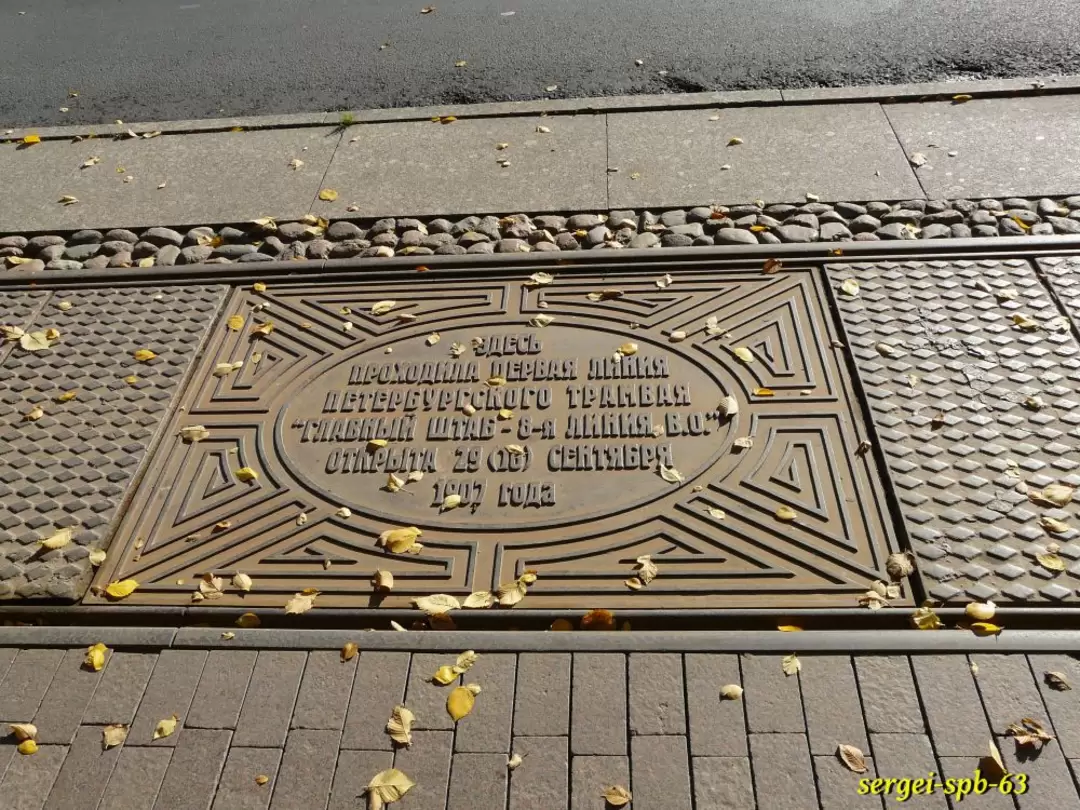 ЗДЕСЬ
ПРОХОДИЛА ПЕРВАЯ ЛИНИЯ
ПЕТЕРБУРГСКОГО ТРАМВАЯ
"ГЛАВНЫЙ ШТАБ - 8-я ЛИНИЯ В.О."
ОТКРЫТА 29 (16) СЕНТЯБРЯ
1907 года
sergei-spb-63